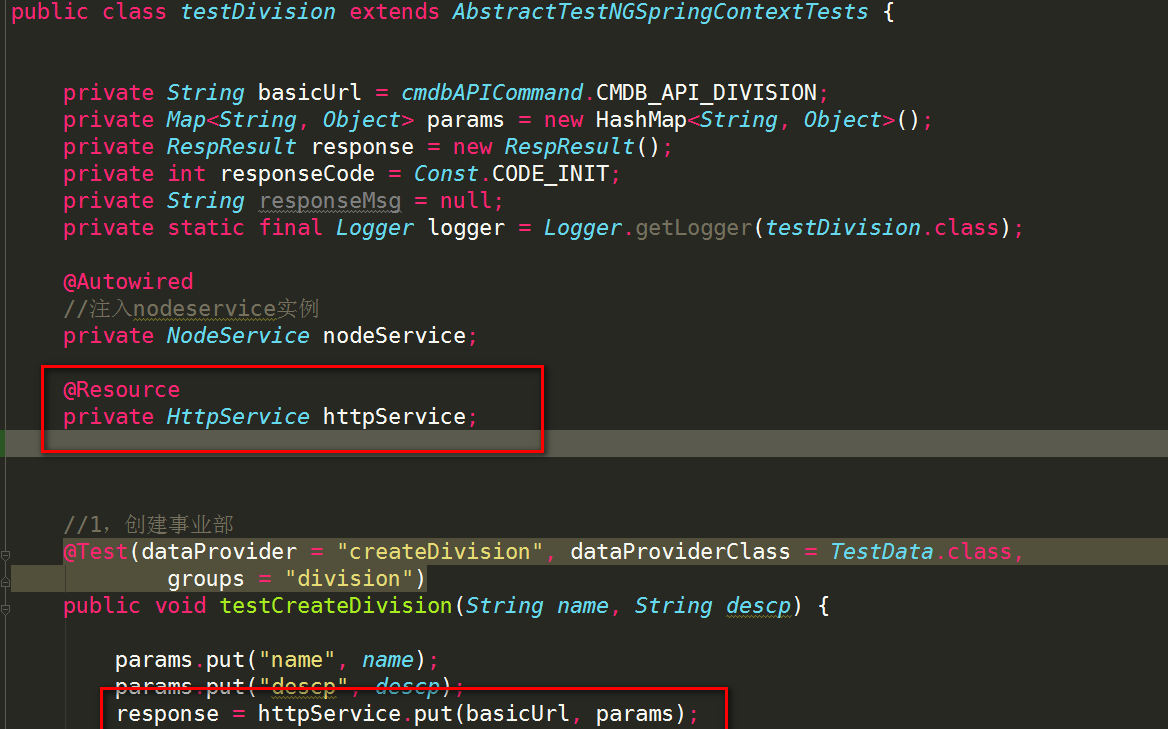 public class testDivision extends AbstractTestNGSpringContextTests {
private String basicUrl = cmdbAPICommand.CMDB_API_DIVISION;
private Map<String, Object> params = new HashMap<String, Object>();
private RespResult response = new RespResult();
private int responseCode = Const.CODE_INIT;
private String responseMsg = null;
private static final Logger logger = Logger.getLogger(testDivision.class);
@Autowired
//注入nodeservice实例
private NodeService nodeService;
@Resource
private HttpService httpService;
//1，创建事业部
@Test(dataProvider = "createDivision", dataProviderClass = TestData.class,
groups = "division")
public void testCreateDivision(String name, String descp) {
params.put("name", name);
params.put("descp", descp);
response = httpService.put(basicUrl, params);